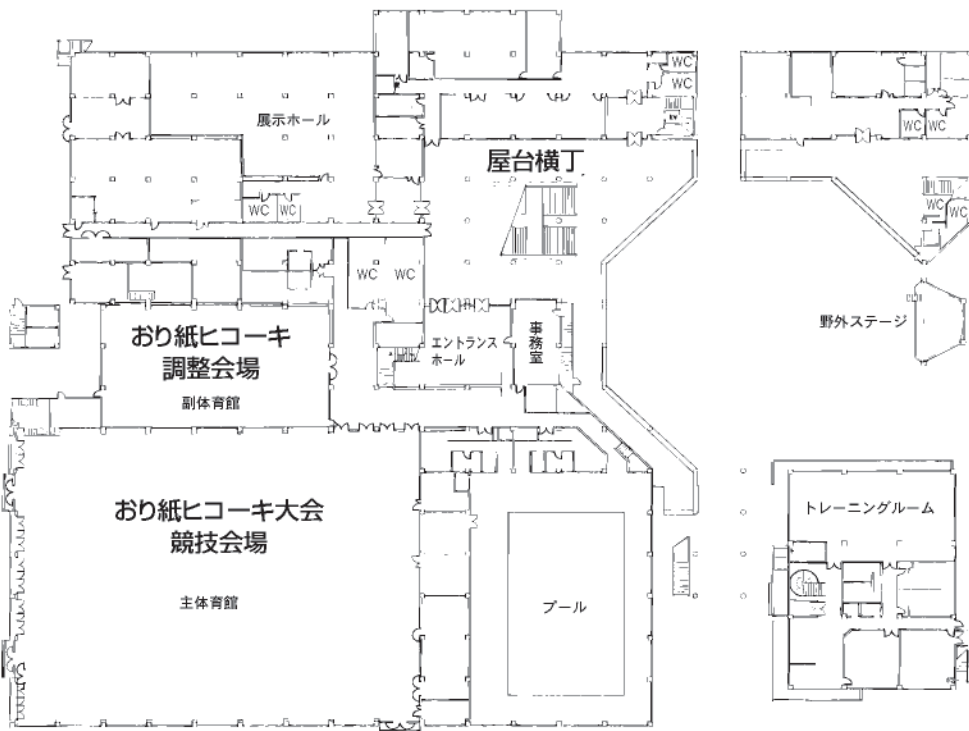 WC
WC
展示ホール
WC
WC
屋台横丁
WC
WC
WC
WC
WC
WC
おり紙ヒコーキ
調整会場
副体育館
エントランス
ホール
事務室
野外ステージ
おり紙ヒコーキ大会
競技会場
主体育館
プール
トレーニングルーム